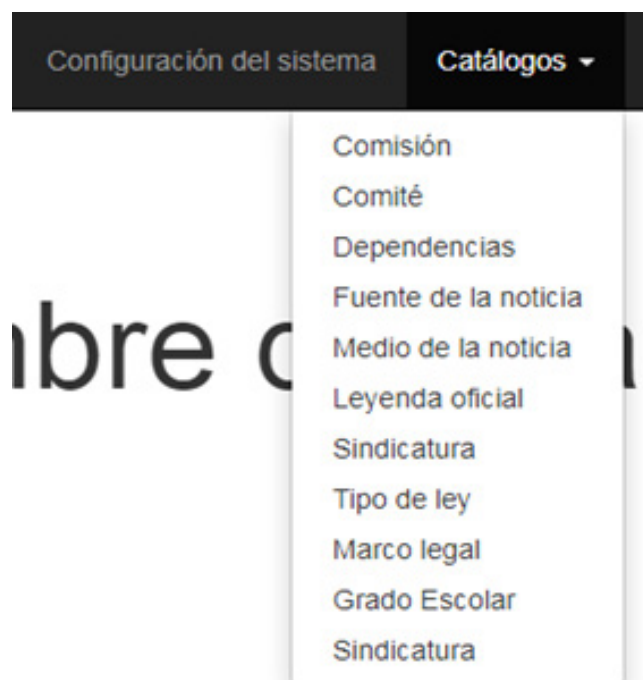 Configuración del sistema Catálogos
Comisión
Comité
Dependencias
Fuente de la noticia
Medio de la noticia
Leyenda oficial
Sindicatura
Tipo de ley
Marco legal
Grado Escolar
Sindicatura